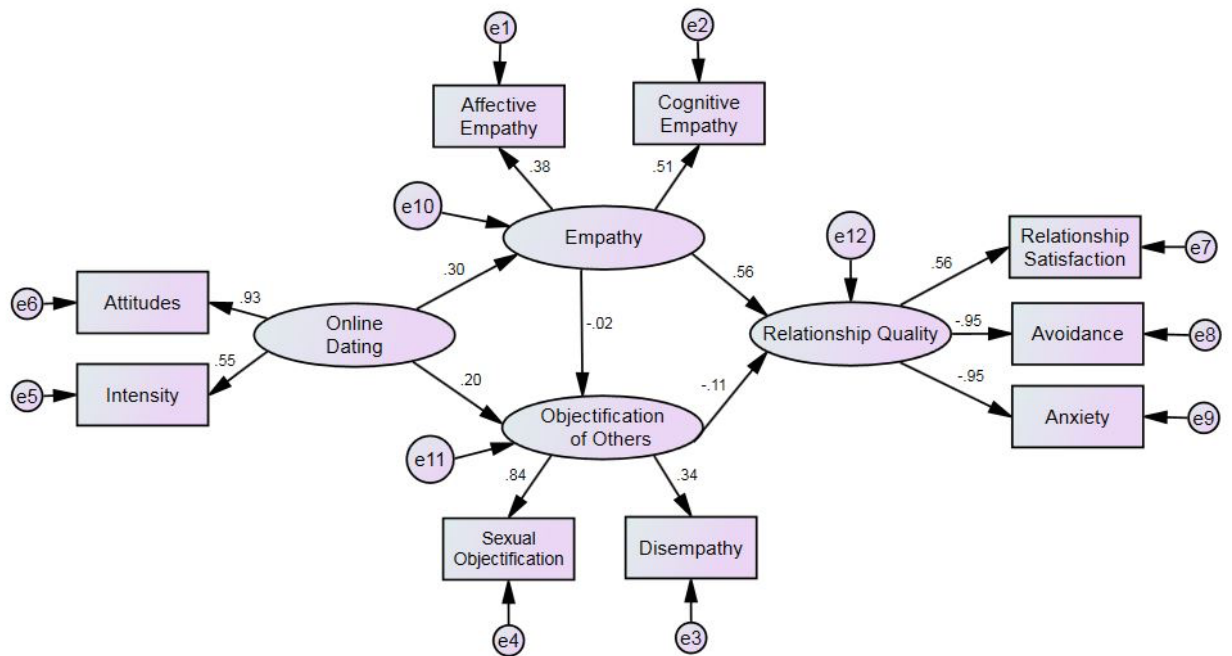 e1
e2
Affective
Empathy
Cognitive
Empathy
.38
.51
e10
Empathy
e12
Relationship
Satisfaction
e7
.30
.56
.56
e6
Attitudes
.93
Online
Dating
-.02
Relationship Quality
-.95
Avoidance
e8
.55
.20
-.11
-.95
e5
Intensity
Objectification
of Others
Anxiety
e9
e11
.84
.34
Sexual
Objectification
Disempathy
e4
e3